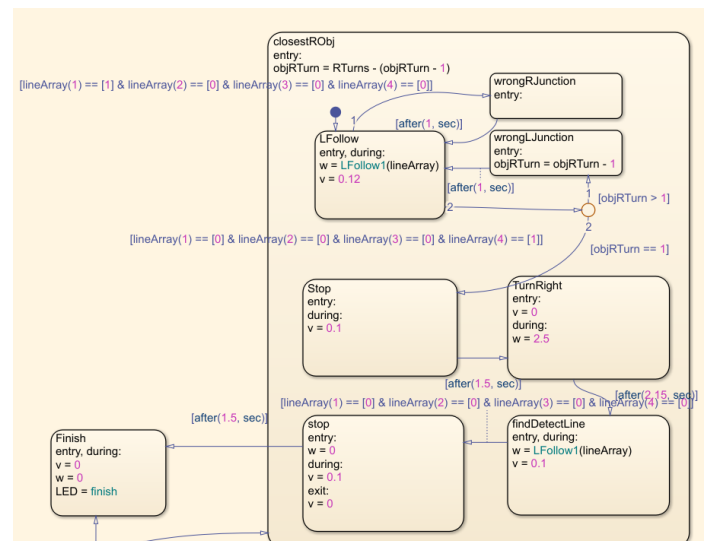 closestRObj
entry:
objRTurn = RTurns - (objRTurn - 1)
[lineArray(1) == [1] & lineArray(2) == [0] & lineArray(3) == [0] & lineArray(4) == [0]]
wrongRJunction
entry:
1
[after(1, sec)]
LFollow
entry, during:
w = LFollow1(lineArray)
v = 0.12
wrongLJunction
entry:
objRTurn = objRTurn - 1
[after(1, sec)]
1
[objRTurn > 1]
2
2
[lineArray(1) == [0] & lineArray(2) == [0] & lineArray(3) == [0] & lineArray(4) == [1]]
[objRTurn == 1]
Stop
entry:
during:
v = 0.1
TurnRight
entry:
v = 0
during:
w = 2.5
[after(1.5, sec)]
[after(2.15, sec)]
[lineArray(1) == [0] & lineArray(2) == [0] & lineArray(3) == [0] & lineArray(4) == [0]]
[after(1.5, sec)]
stop
entry:
w = 0
during:
v = 0.1
exit:
v = 0
findDetectLine
entry, during:
w = LFollow1(lineArray)
v = 0.1
Finish
entry, during:
v = 0
w = 0
LED = finish